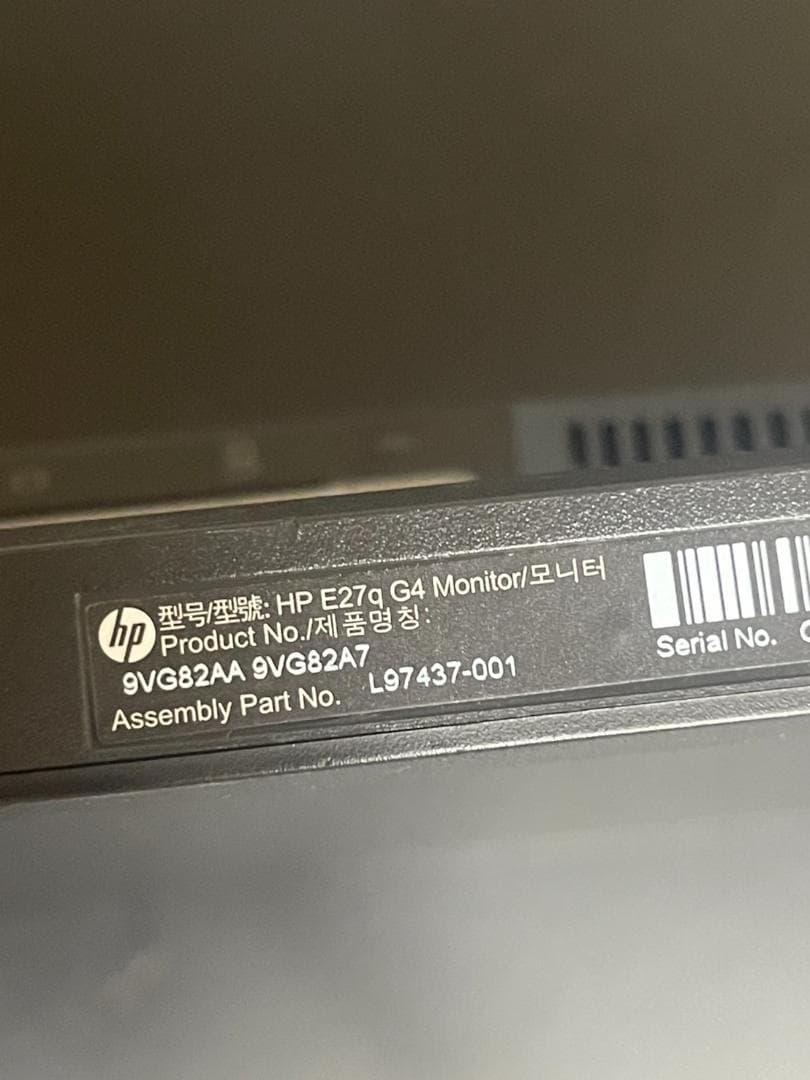 hp
型号/型號: HP E27q G4 Monitor/모니터
Product No./제품명칭:
9VG82AA 9VG82A7
Assembly Part No. L97437-001
Serial No.